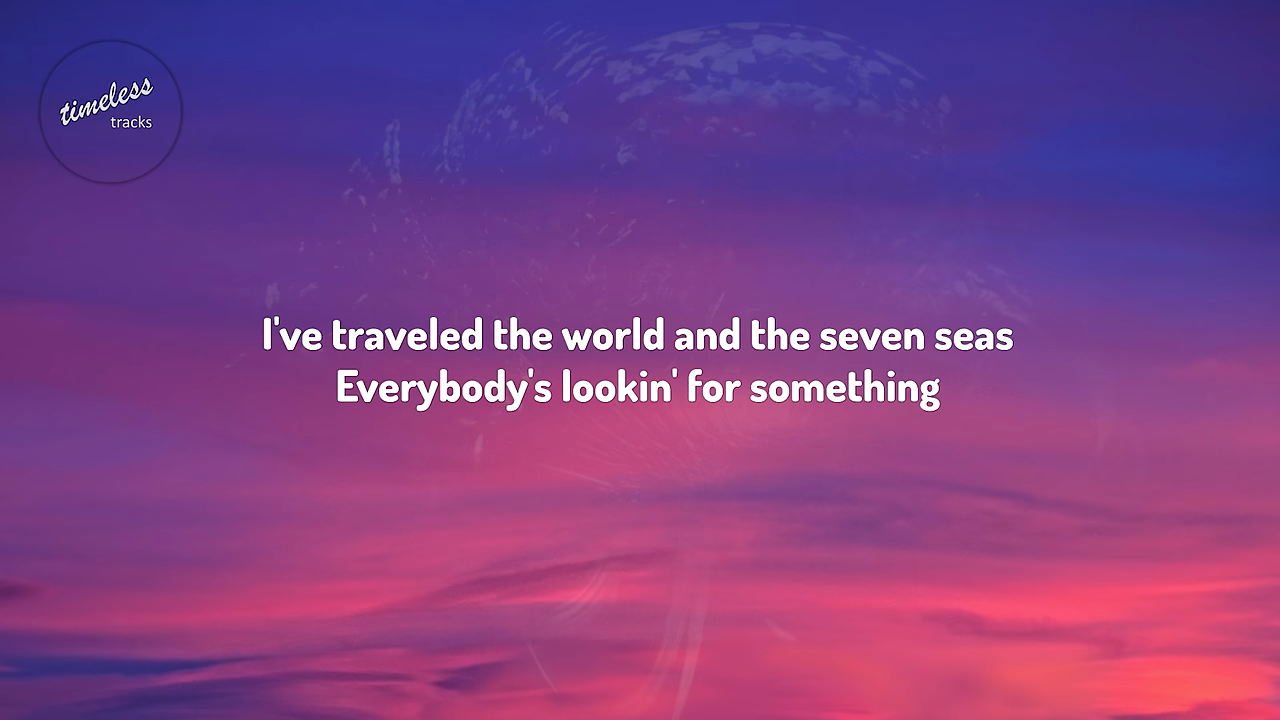 timeless
tracks
I've traveled the world and the seven seas
Everybody's lookin' for something